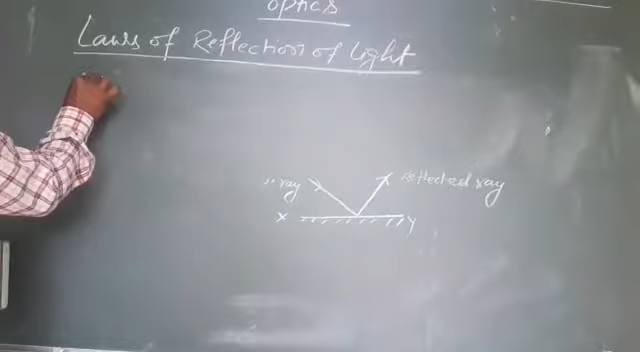 Optics
Laws of Reflection of Light
ray
reflected ray
X
Y